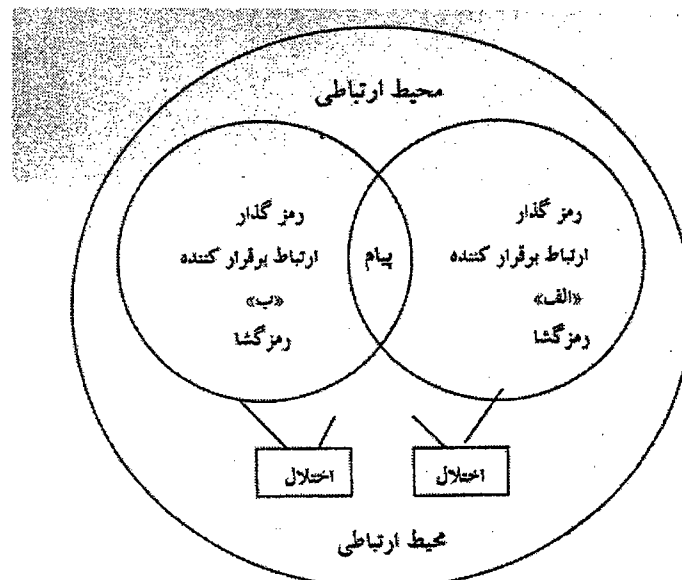 محیط ارتباطی
رمز گذار
ارتباط برقرار کننده
«الف»
رمزگشا
پیام
رمز گذار
ارتباط برقرار کننده
«ب»
رمزگشا
اختلال
اختلال
محیط ارتباطی